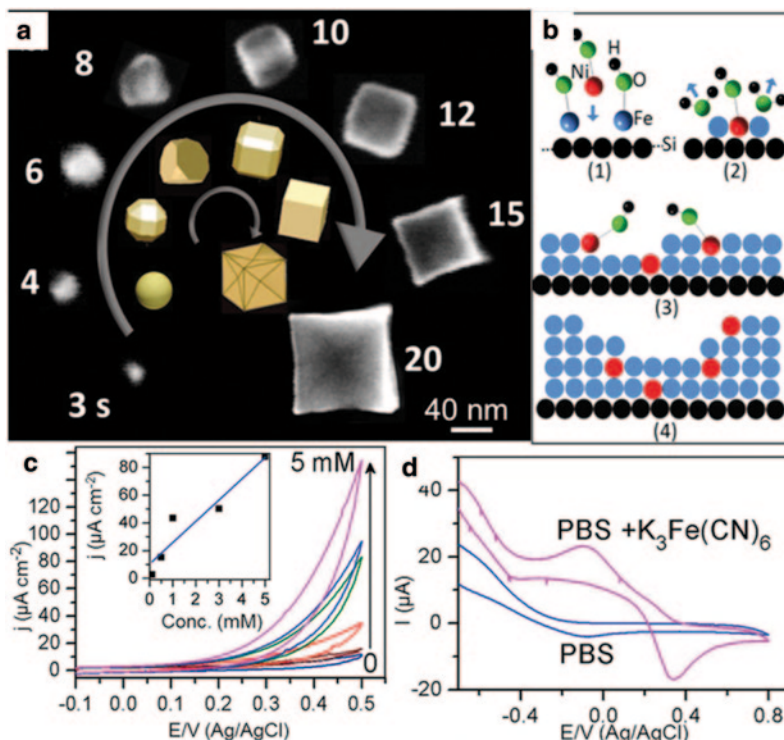 a
3 s
4
6
8
10
12
15
20
40 nm
b
H
Ni
O
Fe
Si
(1)
(2)
(3)
(4)
c
j (µA cm⁻²)
120
100
80
60
40
20
0
-0.1
0.0
0.1
0.2
0.3
0.4
0.5
E/V (Ag/AgCl)
5 mM
0
j (µA cm⁻²)
80
60
40
20
0
0
1
2
3
4
5
Conc. (mM)
d
I (µA)
40
20
0
-20
-0.4
0.0
0.4
0.8
E/V (Ag/AgCl)
PBS +K₃Fe(CN)₆
PBS